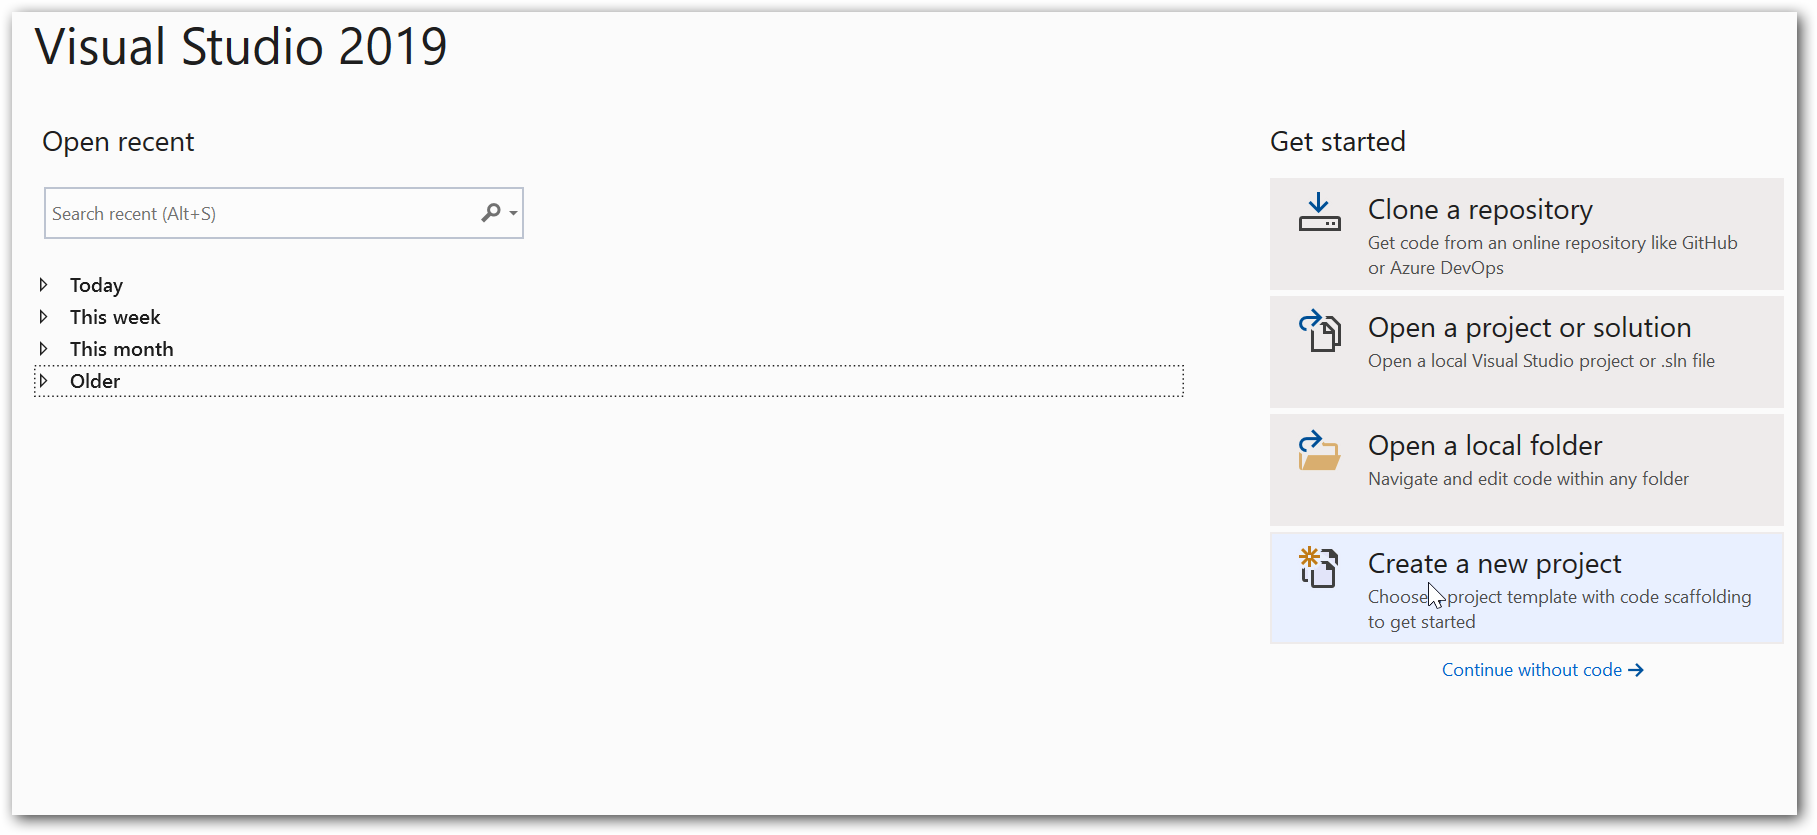 Visual Studio 2019
Open recent
Search recent (Alt+S)
Today
This week
This month
Older
Get started
Clone a repository
Get code from an online repository like GitHub
or Azure DevOps
Open a project or solution
Open a local Visual Studio project or .sln file
Open a local folder
Navigate and edit code within any folder
Create a new project
Choose project template with code scaffolding
to get started
Continue without code